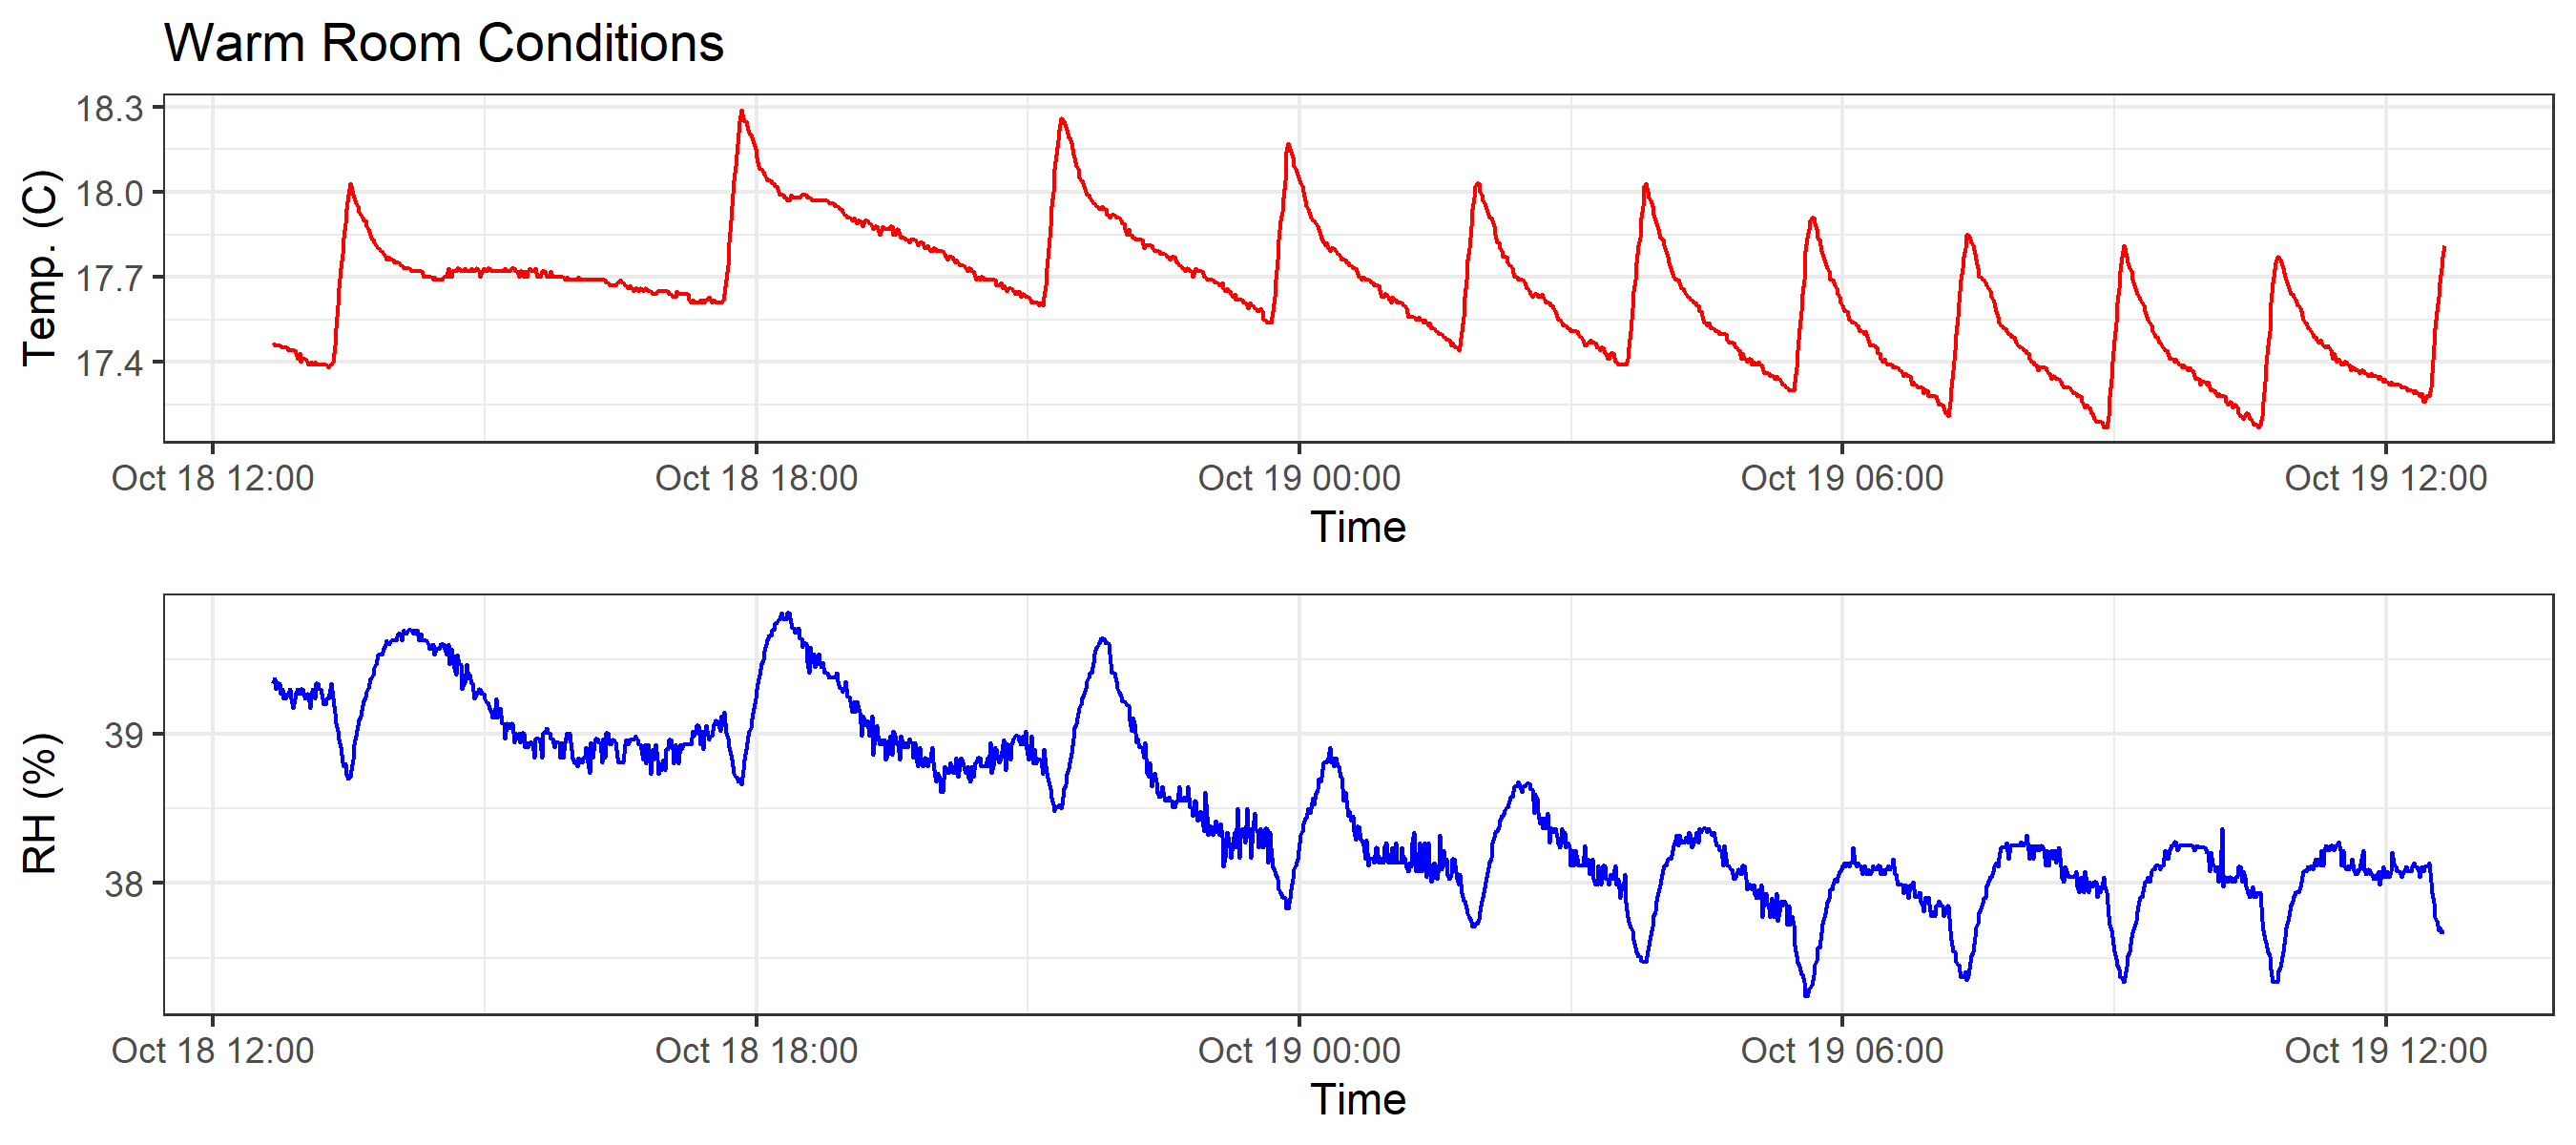 Warm Room Conditions
18.3
18.0
17.7
17.4
Temp. (C)
Oct 18 12:00 Oct 18 18:00 Oct 19 00:00 Oct 19 06:00 Oct 19 12:00
Time
39
38
RH (%)
Oct 18 12:00 Oct 18 18:00 Oct 19 00:00 Oct 19 06:00 Oct 19 12:00
Time